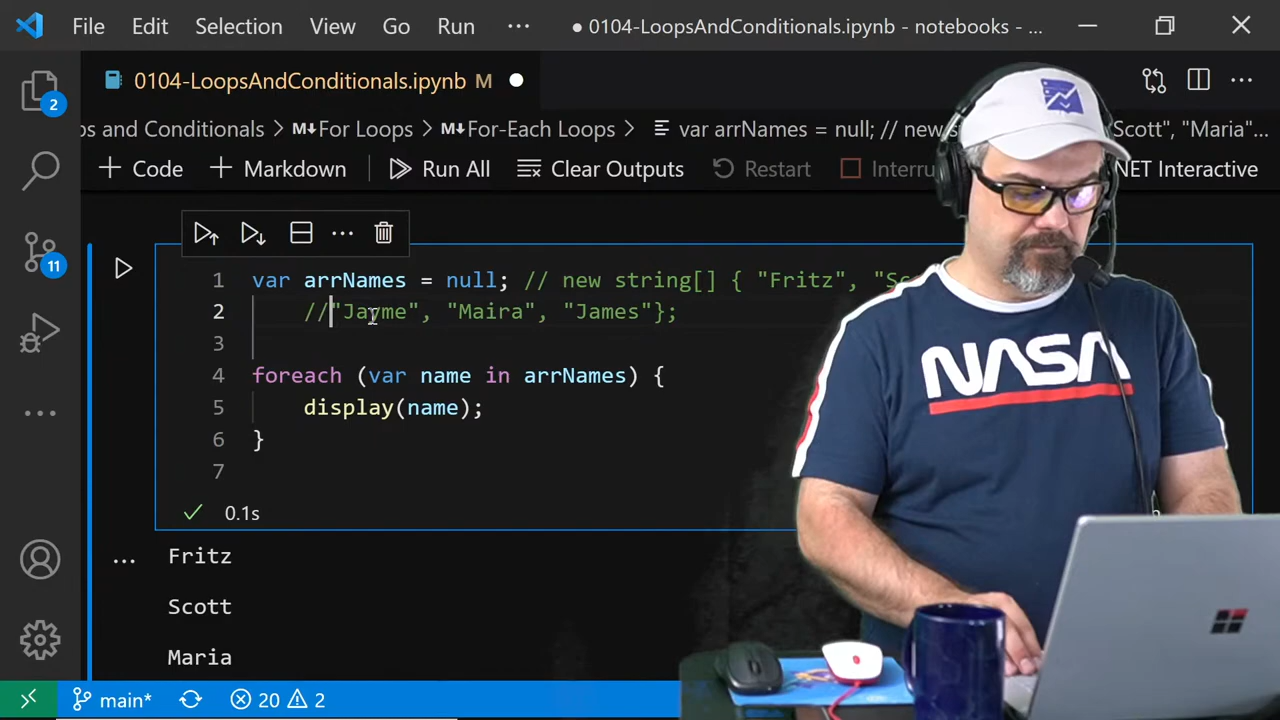 File Edit Selection View Go Run ··· ● 0104-LoopsAndConditionals.ipynb - notebooks - ...
0104-LoopsAndConditionals.ipynb M
2
ps and Conditionals > M↓For Loops > M↓For-Each Loops > var arrNames = null; // new s Scott", "Maria"...
+ Code + Markdown Run All Clear Outputs Restart Interru NET Interactive
1 var arrNames = null; // new string[] { "Fritz", "Sc
2 //"Jayme", "Maira", "James"};
3
4 foreach (var name in arrNames) {
5 display(name);
6 }
7
11
0.1s
Fritz
Scott
Maria
main* 20 2
NASA